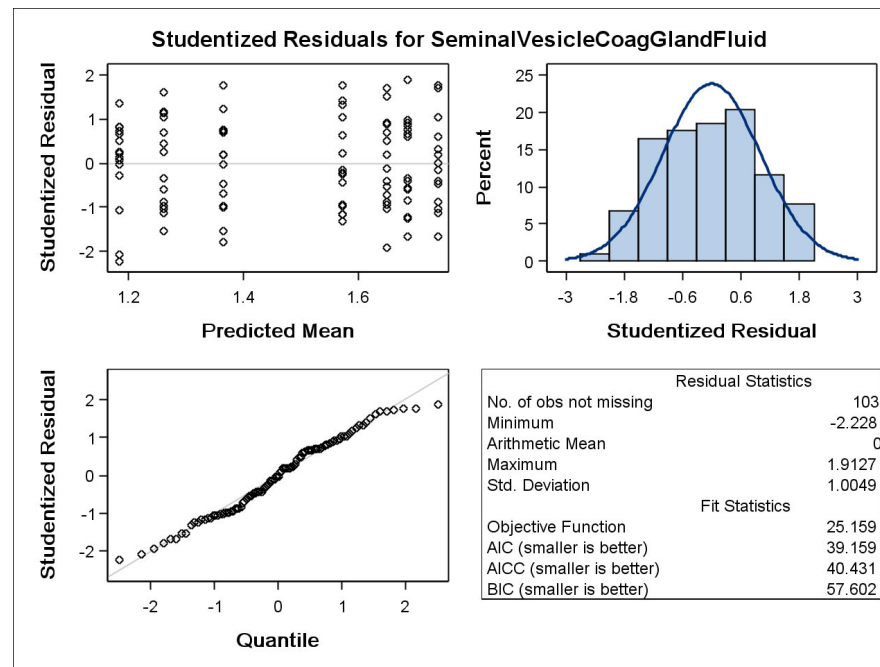 Studentized Residuals for SeminalVesicleCoagGlandFluid
Studentized Residual
2
1
0
-1
-2
1.2 1.4 1.6
Predicted Mean
Percent
25
20
15
10
5
0
-3 -1.8 -0.6 0.6 1.8 3
Studentized Residual
Studentized Residual
2
1
0
-1
-2
-2 -1 0 1 2
Quantile
Residual Statistics
No. of obs not missing 103
Minimum -2.228
Arithmetic Mean 0
Maximum 1.9127
Std. Deviation 1.0049
Fit Statistics
Objective Function 25.159
AIC (smaller is better) 39.159
AICC (smaller is better) 40.431
BIC (smaller is better) 57.602